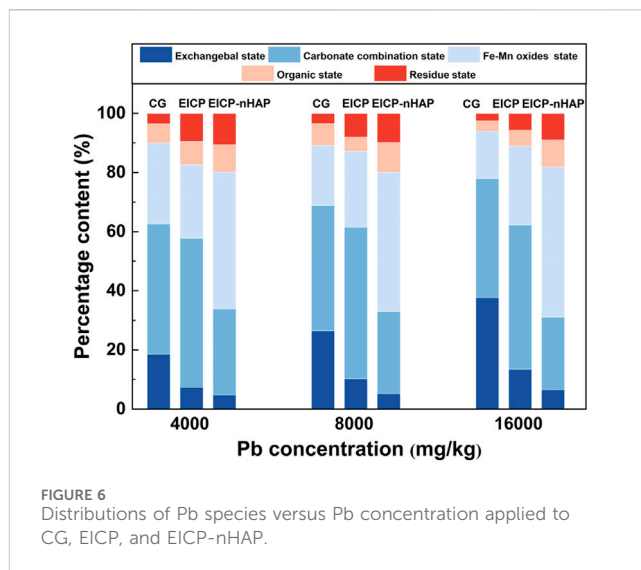 Exchangebal state Carbonate combination state Fe-Mn oxides state
Organic state Residue state
CG EICP EICP-nHAP CG EICP EICP-nHAP CG EICP EICP-nHAP
100
80
60
40
20
0
Percentage content (%)
4000 8000 16000
Pb concentration (mg/kg)
FIGURE 6
Distributions of Pb species versus Pb concentration applied to
CG, EICP, and EICP-nHAP.